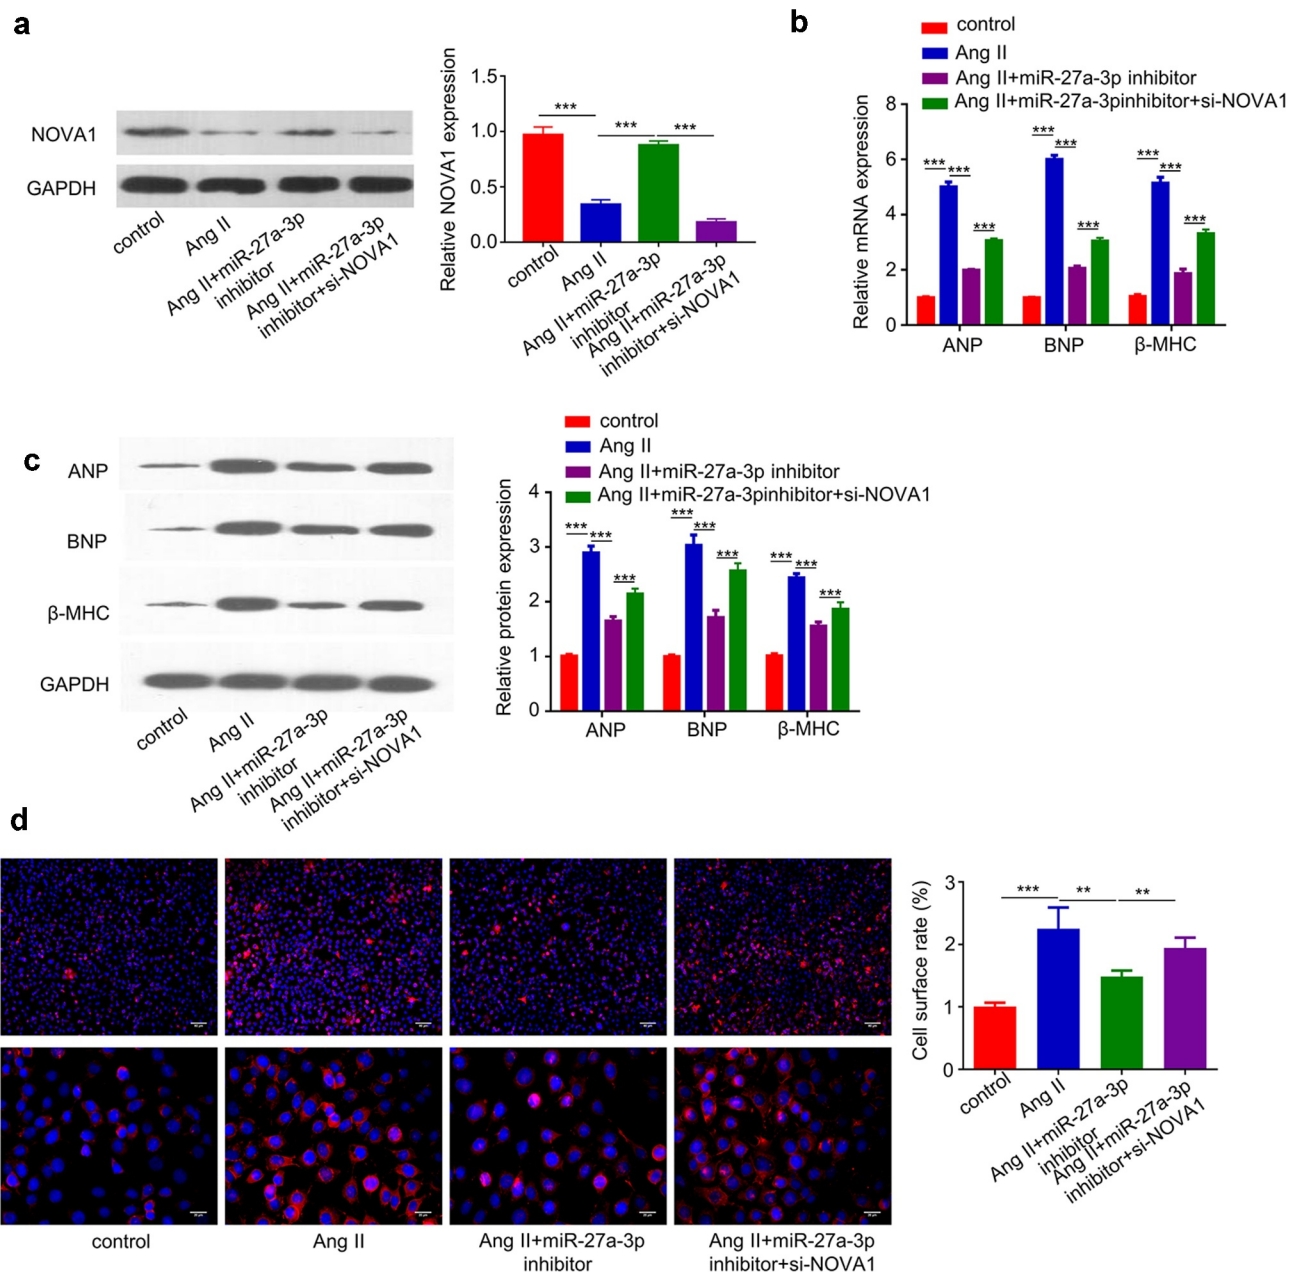 a
NOVA1
GAPDH
control
Ang II
Ang II+miR-27a-3p
inhibitor
Ang II+miR-27a-3p
inhibitor+si-NOVA1
Relative NOVA1 expression
1.5
1.0
0.5
0.0
***
***
***
control
Ang II
Ang II+miR-27a-3p
inhibitor
Ang II+miR-27a-3p
inhibitor+si-NOVA1
b
control
Ang II
Ang II+miR-27a-3p inhibitor
Ang II+miR-27a-3pinhibitor+si-NOVA1
Relative mRNA expression
8
6
4
2
0
***
***
***
***
***
***
***
***
***
ANP
BNP
β-MHC
c
ANP
BNP
β-MHC
GAPDH
control
Ang II
Ang II+miR-27a-3p
inhibitor
Ang II+miR-27a-3p
inhibitor+si-NOVA1
control
Ang II
Ang II+miR-27a-3p inhibitor
Ang II+miR-27a-3pinhibitor+si-NOVA1
Relative protein expression
4
3
2
1
0
***
***
***
***
***
***
***
***
***
ANP
BNP
β-MHC
d
control
Ang II
Ang II+miR-27a-3p
inhibitor
Ang II+miR-27a-3p
inhibitor+si-NOVA1
Cell surface rate (%)
3
2
1
0
***
**
**
control
Ang II
Ang II+miR-27a-3p
inhibitor
Ang II+miR-27a-3p
inhibitor+si-NOVA1